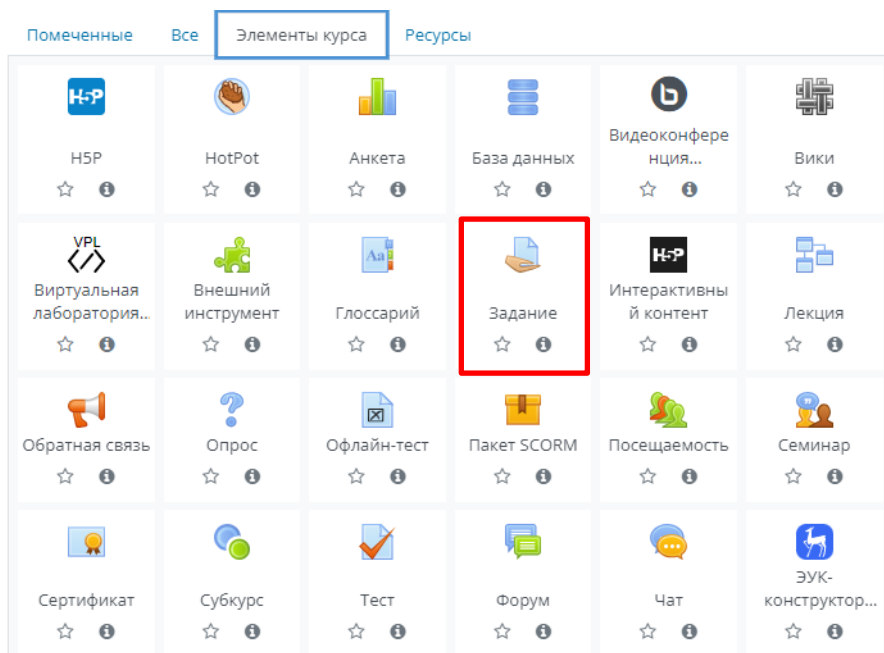 Помеченные Все Элементы курса Ресурсы
H5P
H5P HotPot Анкета База данных Видеоконфере
нция... Вики
VPL
</>
H5P
Aa
Виртуальная
лаборатория... Внешний
инструмент Глоссарий Задание Интерактивны
й контент Лекция
Обратная связь Опрос Офлайн-тест Пакет SCORM Посещаемость Семинар
Сертификат Субкурс Тест Форум Чат ЭУК-
конструктор...